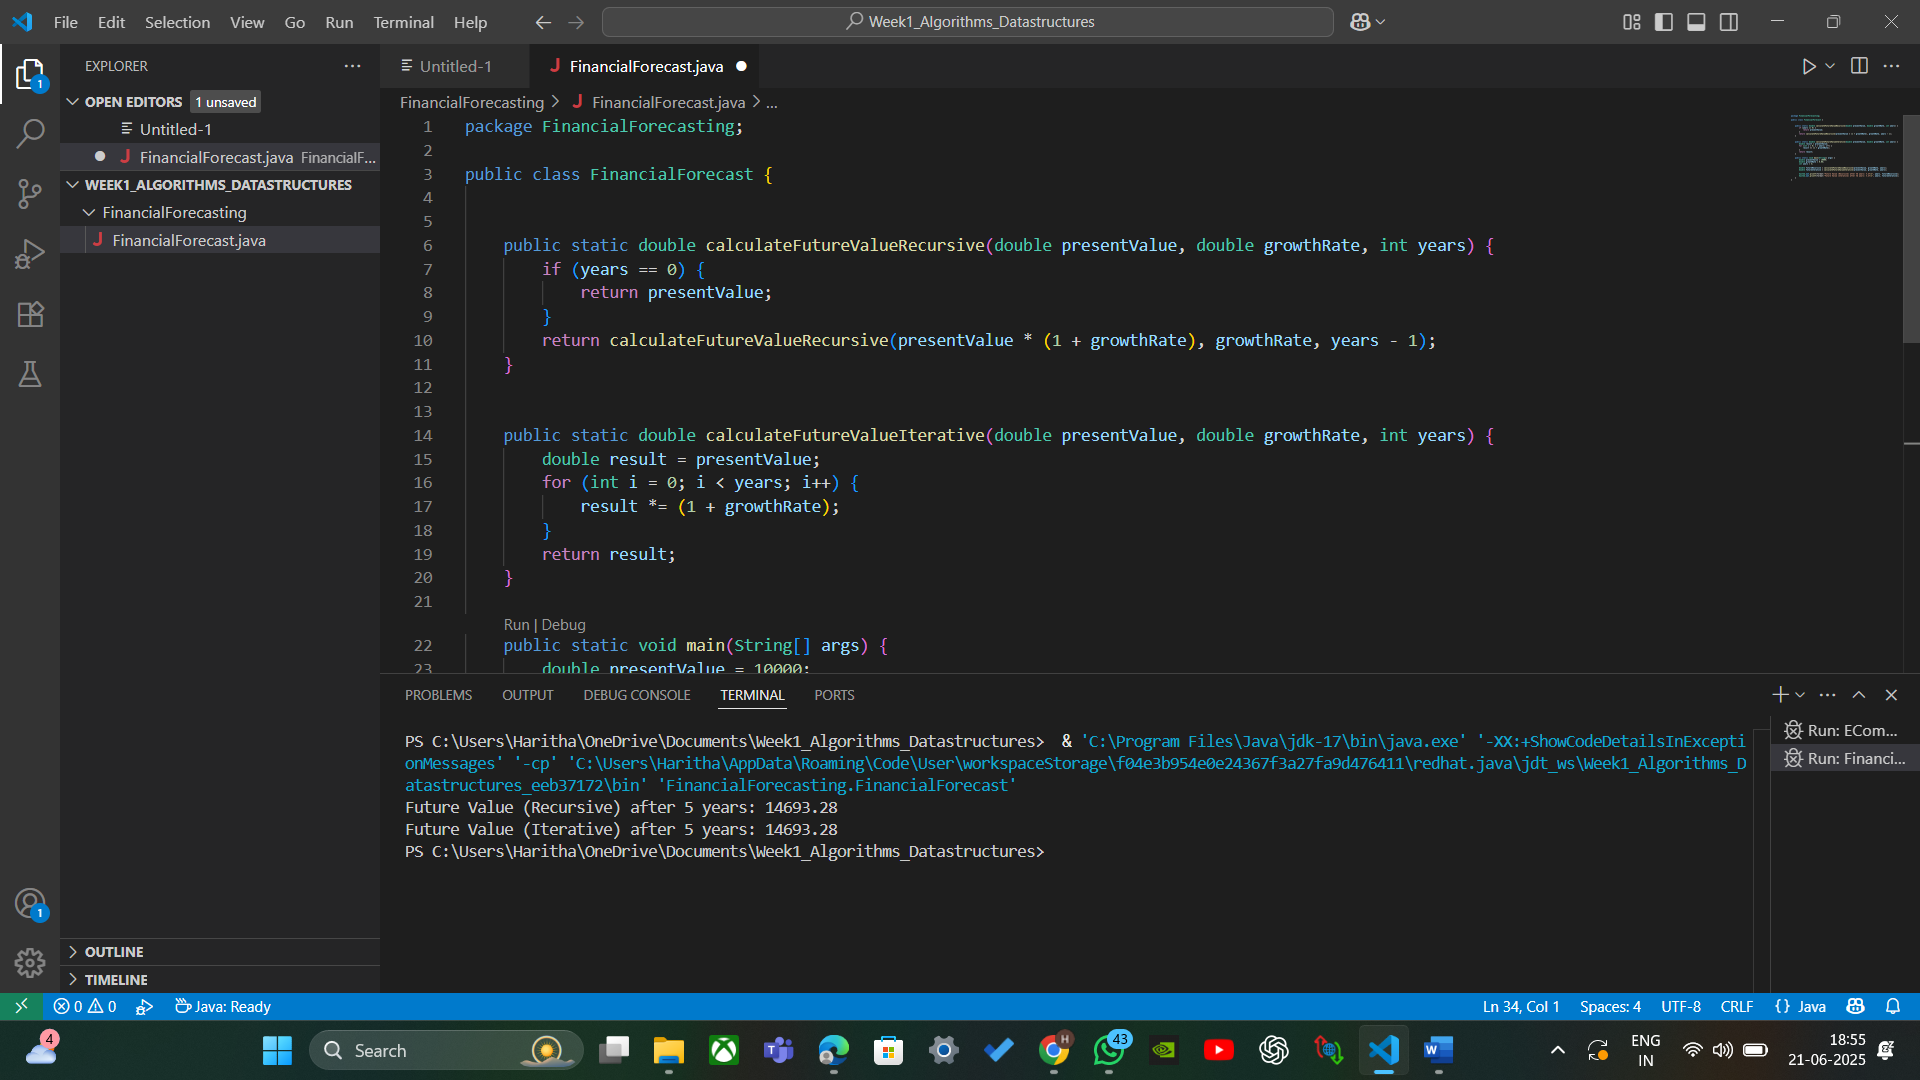 File Edit Selection View Go Run Terminal Help
Week1_Algorithms_Datastructures
EXPLORER
OPEN EDITORS 1 unsaved
Untitled-1
FinancialForecast.java FinancialF...
WEEK1_ALGORITHMS_DATASTRUCTURES
FinancialForecasting
FinancialForecast.java
OUTLINE
TIMELINE
1
1
Untitled-1 FinancialForecast.java
FinancialForecasting > FinancialForecast.java > ...
1 package FinancialForecasting;
2
3 public class FinancialForecast {
4
5
6 public static double calculateFutureValueRecursive(double presentValue, double growthRate, int years) {
7 if (years == 0) {
8 return presentValue;
9 }
10 return calculateFutureValueRecursive(presentValue * (1 + growthRate), growthRate, years - 1);
11 }
12
13
14 public static double calculateFutureValueIterative(double presentValue, double growthRate, int years) {
15 double result = presentValue;
16 for (int i = 0; i < years; i++) {
17 result *= (1 + growthRate);
18 }
19 return result;
20 }
21
Run | Debug
22 public static void main(String[] args) {
23 double presentValue = 10000;
PROBLEMS OUTPUT DEBUG CONSOLE TERMINAL PORTS
PS C:\Users\Haritha\OneDrive\Documents\Week1_Algorithms_Datastructures> & 'C:\Program Files\Java\jdk-17\bin\java.exe' '-XX:+ShowCodeDetailsInExcepti
onMessages' '-cp' 'C:\Users\Haritha\AppData\Roaming\Code\User\workspaceStorage\f04e3b954e0e24367f3a27fa9d476411\redhat.java\jdt_ws\Week1_Algorithms_D
atastructures_eeb37172\bin' 'FinancialForecasting.FinancialForecast'
Future Value (Recursive) after 5 years: 14693.28
Future Value (Iterative) after 5 years: 14693.28
PS C:\Users\Haritha\OneDrive\Documents\Week1_Algorithms_Datastructures>
Run: ECom...
Run: Financi...
0 0 Java: Ready
Ln 34, Col 1 Spaces: 4 UTF-8 CRLF {} Java
4
Search
43
ENG
IN
18:55
21-06-2025